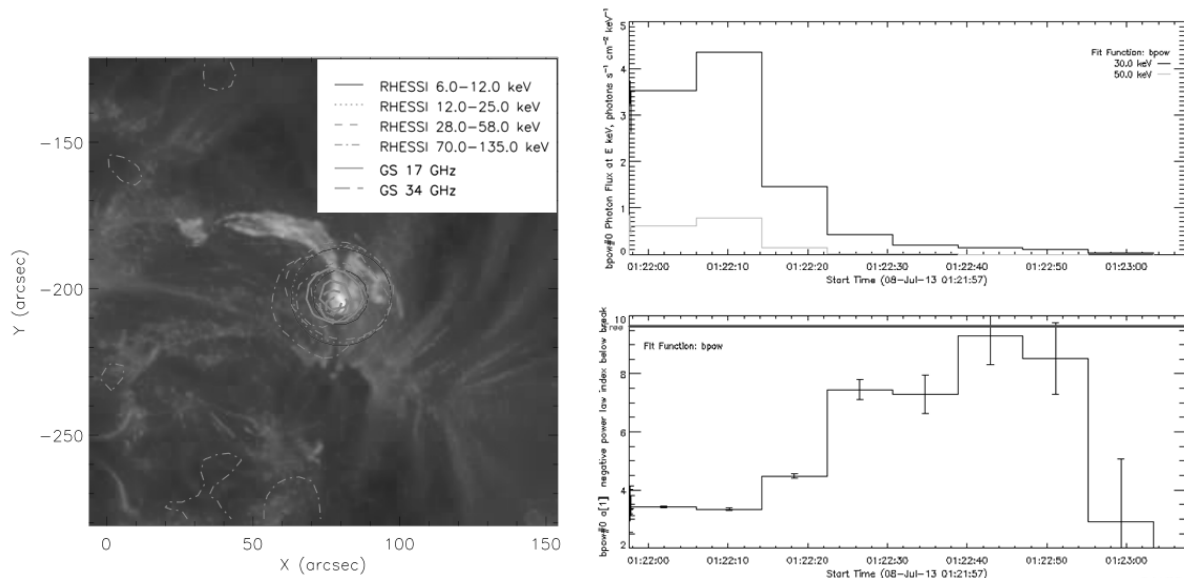 RHESSI 6.0-12.0 keV
RHESSI 12.0-25.0 keV
RHESSI 28.0-58.0 keV
RHESSI 70.0-135.0 keV
GS 17 GHz
GS 34 GHz
-150
-200
-250
Y (arcsec)
0 50 100 150
X (arcsec)
bpow#0 Photon Flux at E keV, photons s⁻¹ cm⁻² keV⁻¹
5
4
3
2
1
0
Fit Function: bpow
30.0 keV
50.0 keV
01:22:00 01:22:10 01:22:20 01:22:30 01:22:40 01:22:50 01:23:00
Start Time (08-Jul-13 01:21:57)
bpow#0 a[1] negative power law index below break
10
8
6
4
2
Fit Function: bpow
01:22:00 01:22:10 01:22:20 01:22:30 01:22:40 01:22:50 01:23:00
Start Time (08-Jul-13 01:21:57)